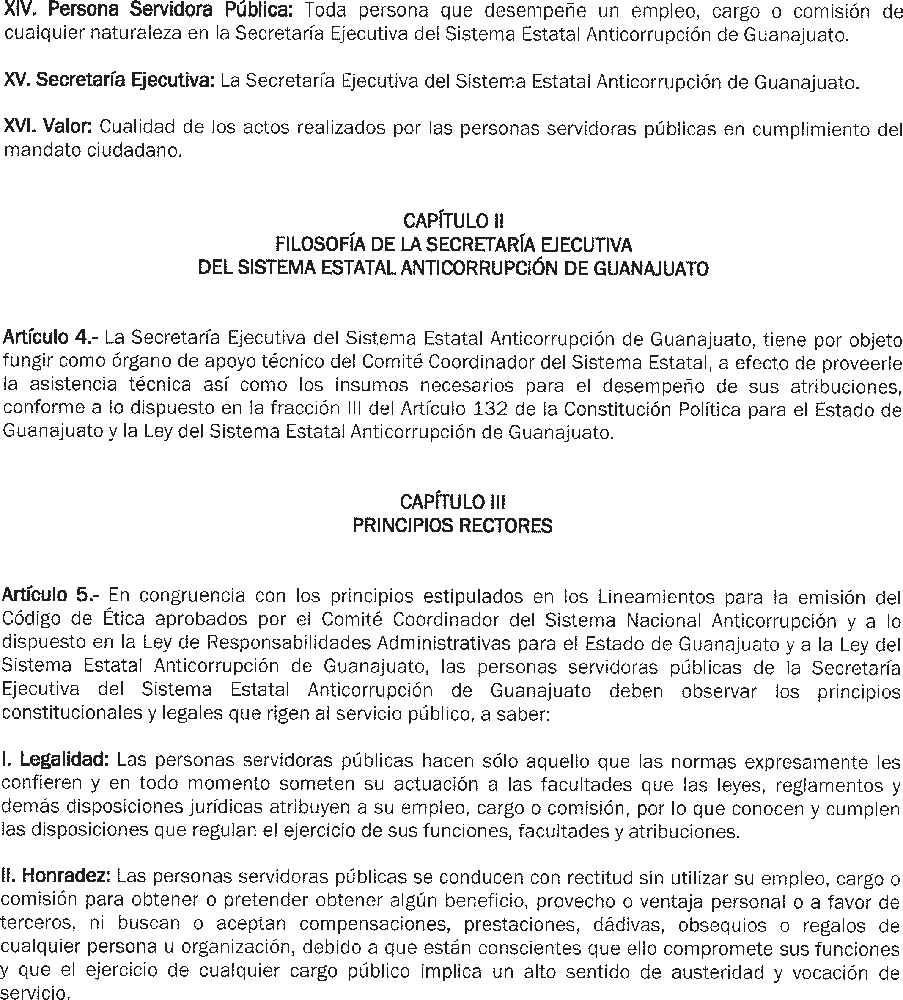 XIV. Persona Servidora Pública: Toda persona que desempeñe un empleo, cargo o comisión de
cualquier naturaleza en la Secretaría Ejecutiva del Sistema Estatal Anticorrupción de Guanajuato.
XV. Secretaría Ejecutiva: La Secretaría Ejecutiva del Sistema Estatal Anticorrupción de Guanajuato.
XVI. Valor: Cualidad de los actos realizados por las personas servidoras públicas en cumplimiento del
mandato ciudadano.
CAPÍTULO II
FILOSOFÍA DE LA SECRETARÍA EJECUTIVA
DEL SISTEMA ESTATAL ANTICORRUPCIÓN DE GUANAJUATO
Artículo 4.- La Secretaría Ejecutiva del Sistema Estatal Anticorrupción de Guanajuato, tiene por objeto
fungir como órgano de apoyo técnico del Comité Coordinador del Sistema Estatal, a efecto de proveerle
la asistencia técnica así como los insumos necesarios para el desempeño de sus atribuciones,
conforme a lo dispuesto en la fracción III del Artículo 132 de la Constitución Política para el Estado de
Guanajuato y la Ley del Sistema Estatal Anticorrupción de Guanajuato.
CAPÍTULO III
PRINCIPIOS RECTORES
Artículo 5.- En congruencia con los principios estipulados en los Lineamientos para la emisión del
Código de Ética aprobados por el Comité Coordinador del Sistema Nacional Anticorrupción y a lo
dispuesto en la Ley de Responsabilidades Administrativas para el Estado de Guanajuato y a la Ley del
Sistema Estatal Anticorrupción de Guanajuato, las personas servidoras públicas de la Secretaría
Ejecutiva del Sistema Estatal Anticorrupción de Guanajuato deben observar los principios
constitucionales y legales que rigen al servicio público, a saber:
I. Legalidad: Las personas servidoras públicas hacen sólo aquello que las normas expresamente les
confieren y en todo momento someten su actuación a las facultades que las leyes, reglamentos y
demás disposiciones jurídicas atribuyen a su empleo, cargo o comisión, por lo que conocen y cumplen
las disposiciones que regulan el ejercicio de sus funciones, facultades y atribuciones.
II. Honradez: Las personas servidoras públicas se conducen con rectitud sin utilizar su empleo, cargo o
comisión para obtener o pretender obtener algún beneficio, provecho o ventaja personal o a favor de
terceros, ni buscan o aceptan compensaciones, prestaciones, dádivas, obsequios o regalos de
cualquier persona u organización, debido a que están conscientes que ello compromete sus funciones
y que el ejercicio de cualquier cargo público implica un alto sentido de austeridad y vocación de
servicio.